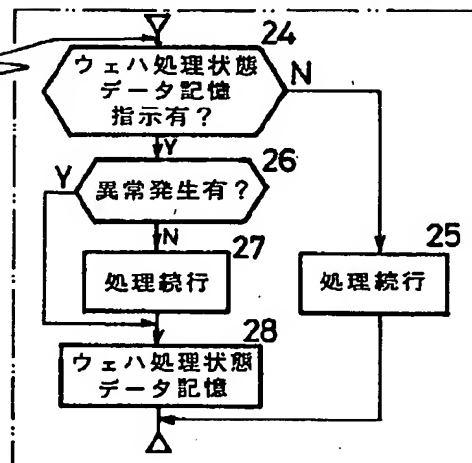 24
ウェハ処理状態
データ記憶
指示有?
N
Y
26
Y
異常発生有?
N
27
処理続行
25
処理続行
28
ウェハ処理状態
データ記憶